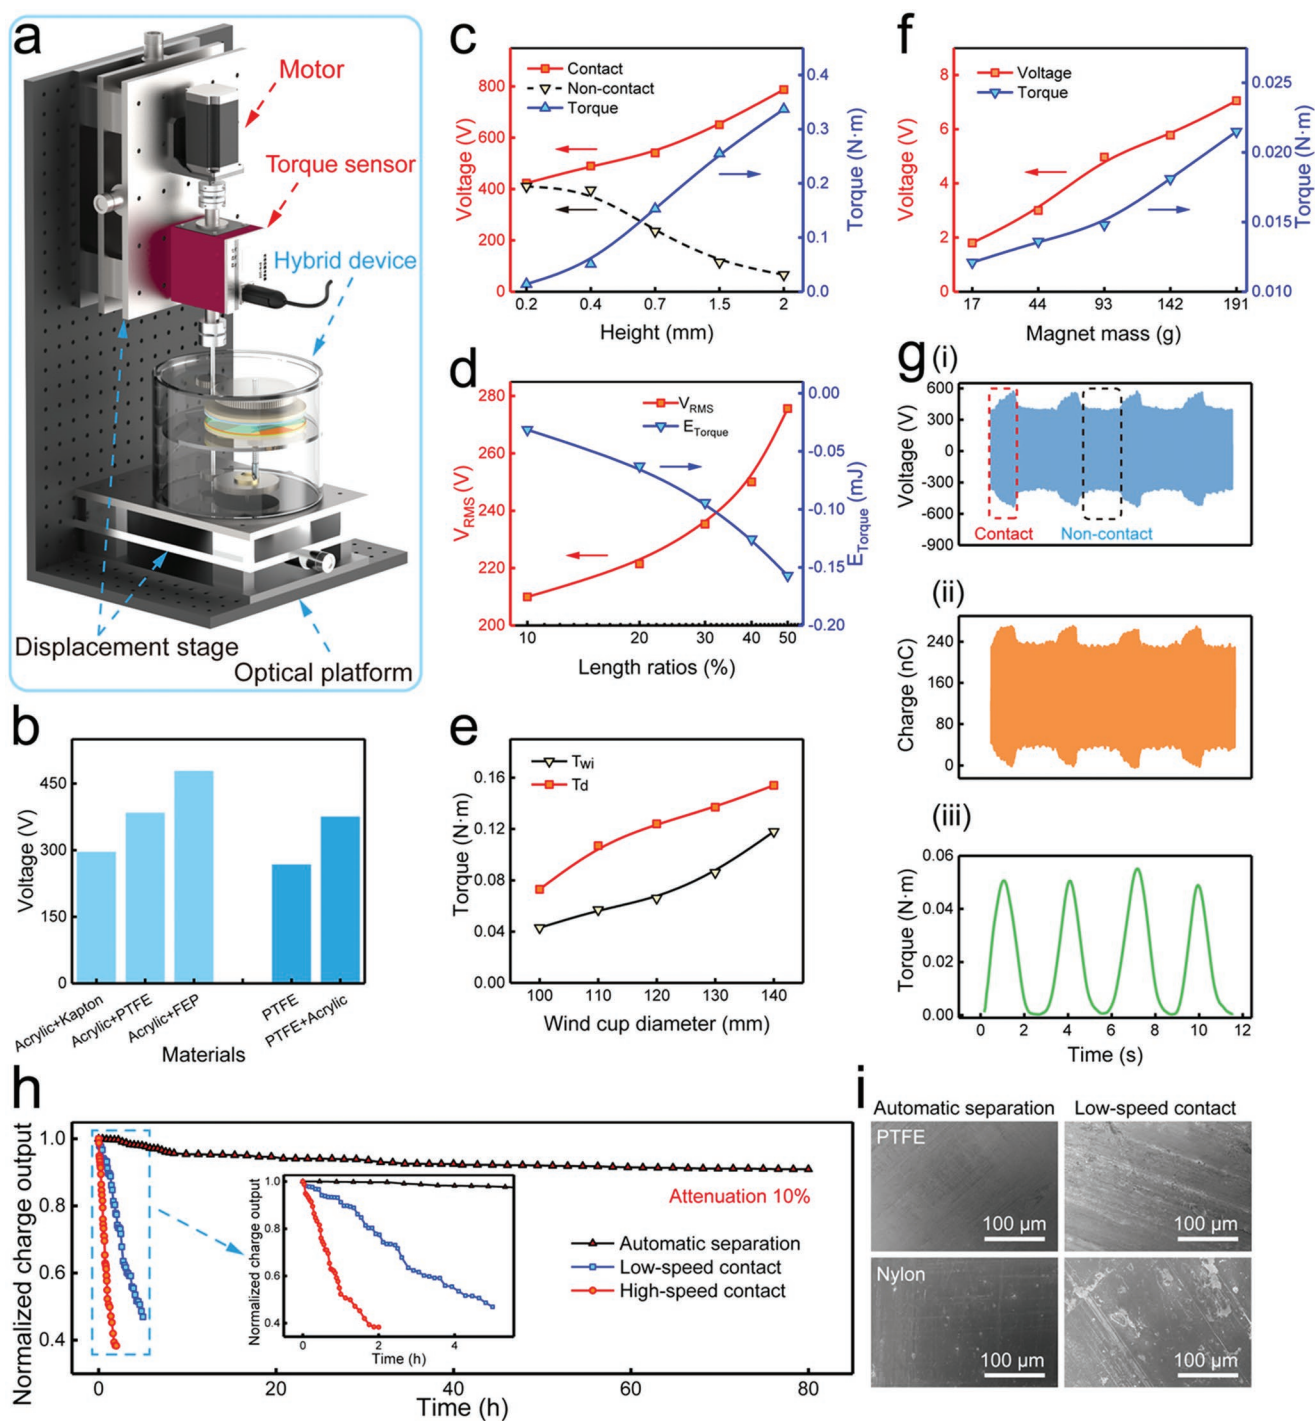 a
Motor
Torque sensor
Hybrid device
Displacement stage
Optical platform
b
Voltage (V)
450
300
150
0
Acrylic+Kapton
Acrylic+PTFE
Acrylic+FEP
PTFE
PTFE+Acrylic
Materials
c
Contact
Non-contact
Torque
Voltage (V)
800
600
400
200
0
Torque (N·m)
0.4
0.3
0.2
0.1
0.0
0.2
0.4
0.7
1.5
2
Height (mm)
d
VRMS
ETorque
VRMS (V)
280
260
240
220
200
ETorque (mJ)
0.00
-0.05
-0.10
-0.15
-0.20
10
20
30
40
50
Length ratios (%)
e
Twi
Td
Torque (N·m)
0.16
0.12
0.08
0.04
0.00
100
110
120
130
140
Wind cup diameter (mm)
f
Voltage
Torque
Voltage (V)
8
6
4
2
0
Torque (N·m)
0.025
0.020
0.015
0.010
17
44
93
142
191
Magnet mass (g)
g
(i)
Voltage (V)
600
300
0
-300
-600
-900
Contact
Non-contact
(ii)
Charge (nC)
240
160
80
0
(iii)
Torque (N·m)
0.06
0.04
0.02
0.00
0
2
4
6
8
10
12
Time (s)
h
Normalized charge output
1.0
0.8
0.6
0.4
0
20
40
60
80
Time (h)
Attenuation 10%
Automatic separation
Low-speed contact
High-speed contact
Normalized charge output
1.0
0.8
0.6
0.4
0
2
4
Time (h)
i
Automatic separation
Low-speed contact
PTFE
100 µm
100 µm
Nylon
100 µm
100 µm